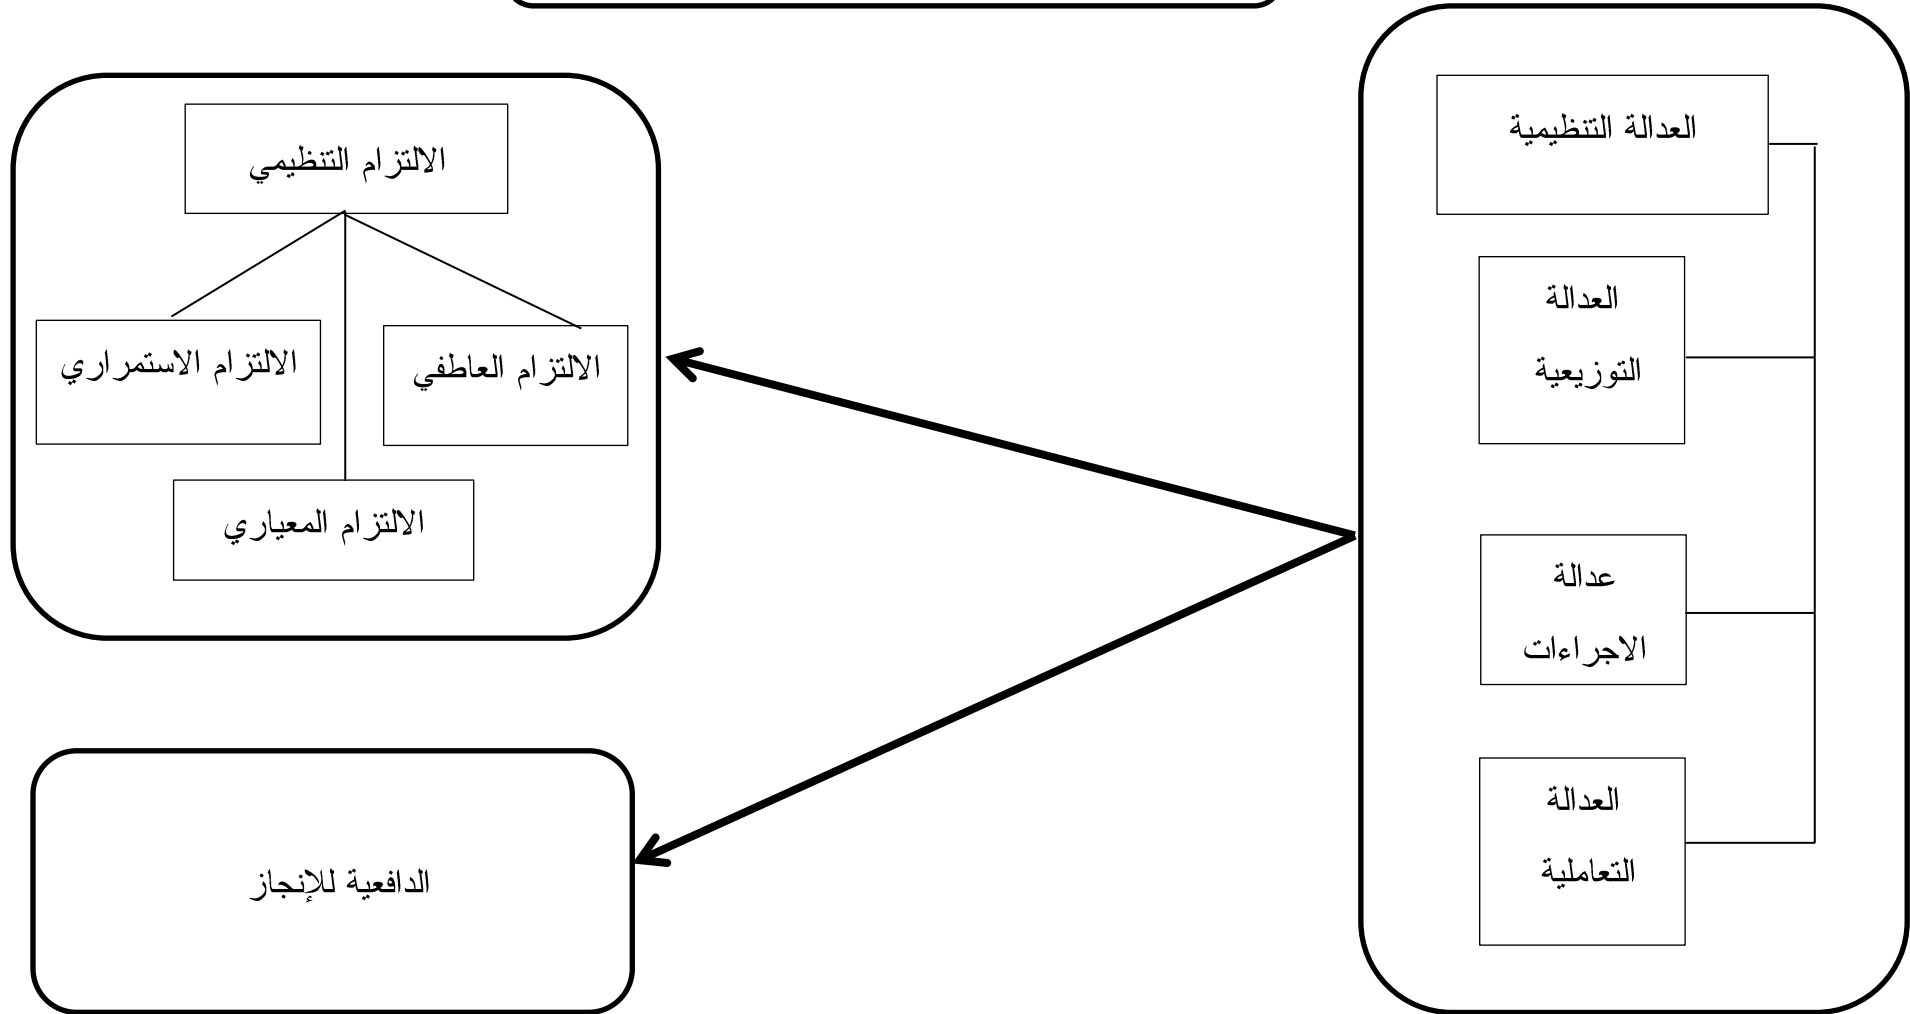 العدالة التنظيمية
العدالة
التوزيعية
عدالة
الاجراءات
العدالة
التعاملية
الالتزام التنظيمي
الالتزام العاطفي
الالتزام الاستمراري
الالتزام المعياري
الدافعية للإنجاز